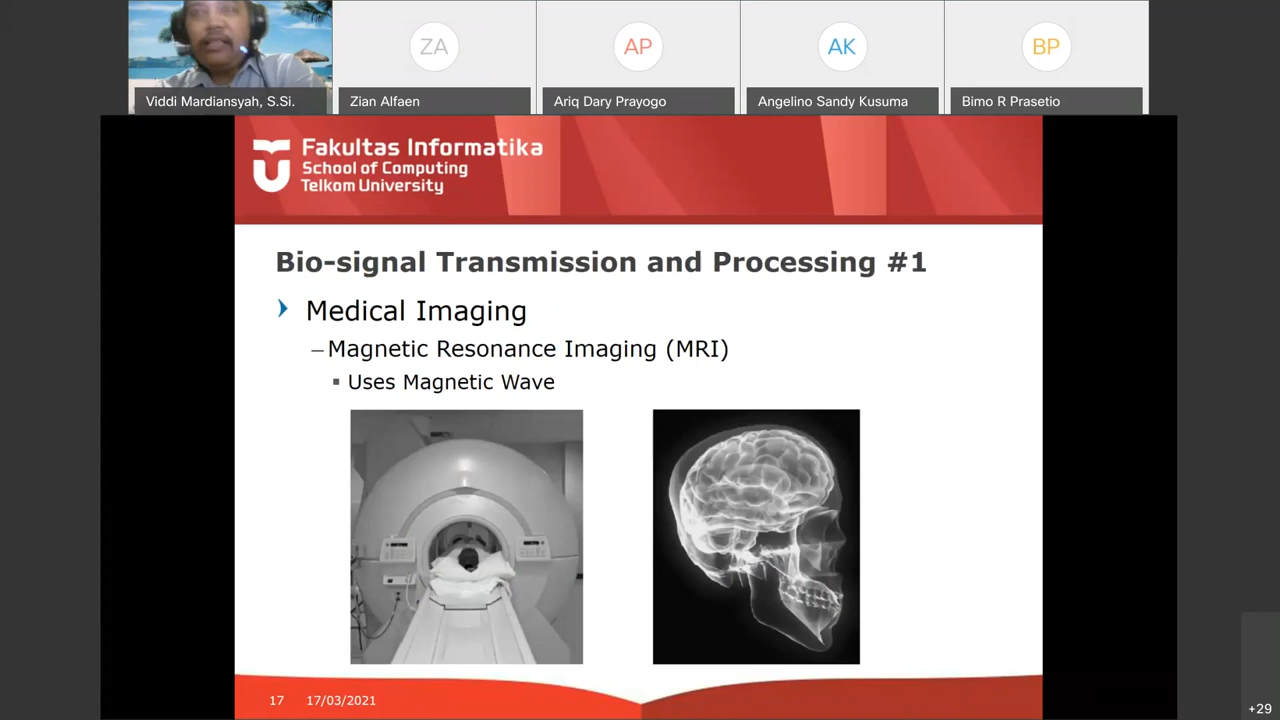 ZA
AP
AK
BP
Viddi Mardiansyah, S.Si.
Zian Alfaen
Ariq Dary Prayogo
Angelino Sandy Kusuma
Bimo R Prasetio
Fakultas Informatika
School of Computing
Telkom University
Bio-signal Transmission and Processing #1
Medical Imaging
–Magnetic Resonance Imaging (MRI)
▪ Uses Magnetic Wave
17 17/03/2021
+29